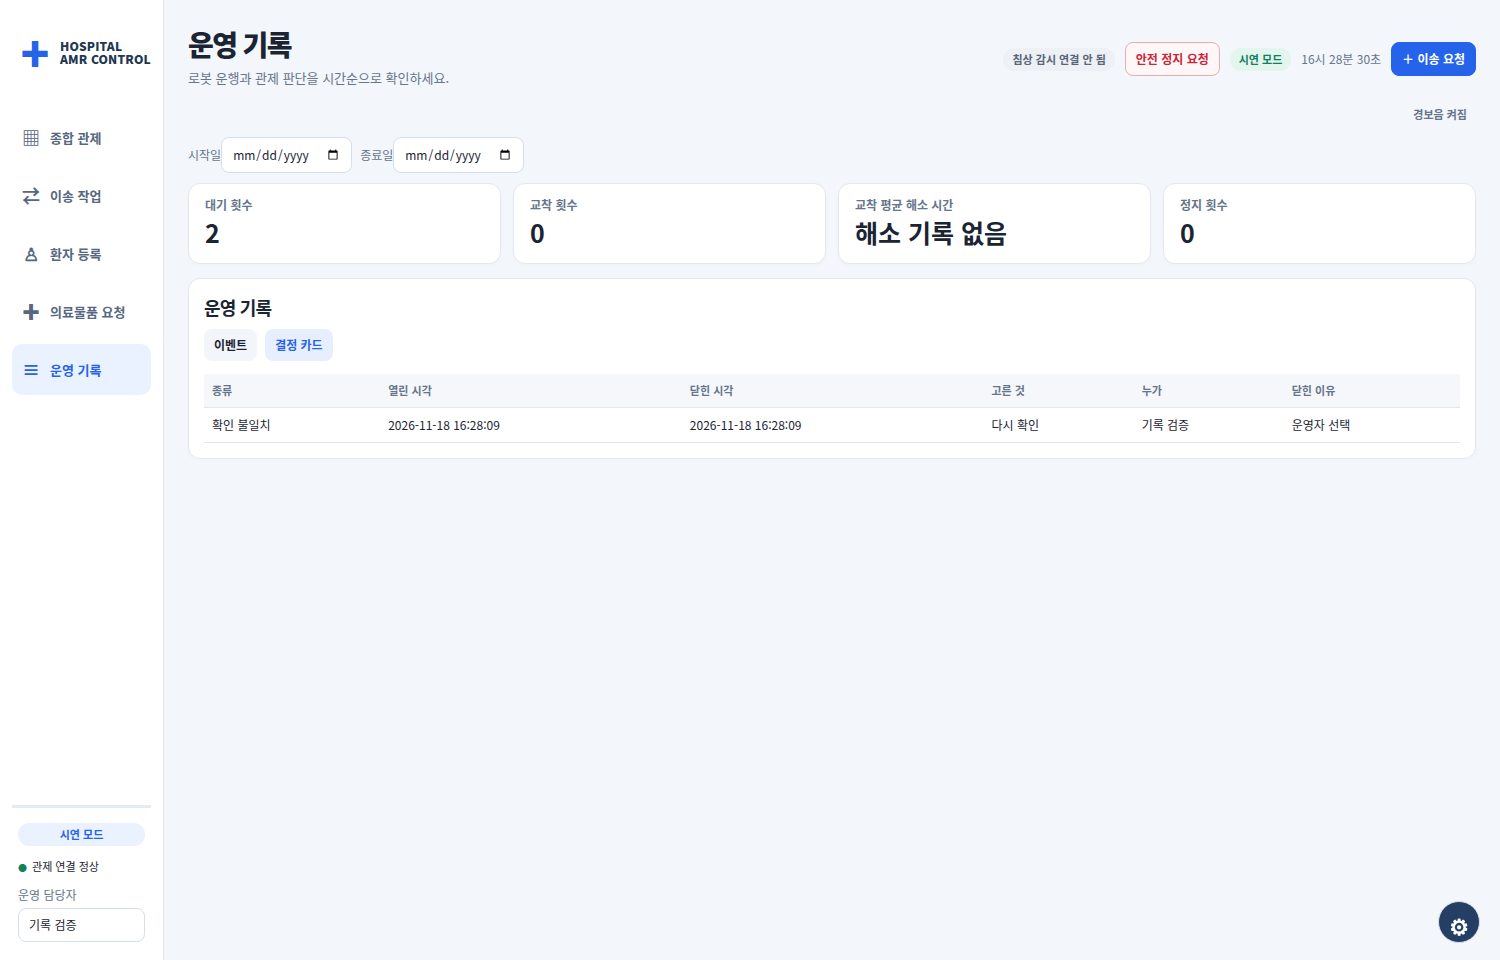 HOSPITAL
AMR CONTROL
종합 관제
이송 작업
환자 등록
의료물품 요청
운영 기록
시연 모드
관제 연결 정상
운영 담당자
기록 검증
운영 기록
로봇 운행과 관제 판단을 시간순으로 확인하세요.
침상 감시 연결 안 됨
안전 정지 요청
시연 모드
16시 28분 30초
+ 이송 요청
경보음 켜짐
시작일 mm/dd/yyyy 종료일 mm/dd/yyyy
대기 횟수
2
교착 횟수
0
교착 평균 해소 시간
해소 기록 없음
정지 횟수
0
운영 기록
이벤트 결정 카드
종류 열린 시각 닫힌 시각 고른 것 누가 닫힌 이유
확인 불일치 2026-11-18 16:28:09 2026-11-18 16:28:09 다시 확인 기록 검증 운영자 선택